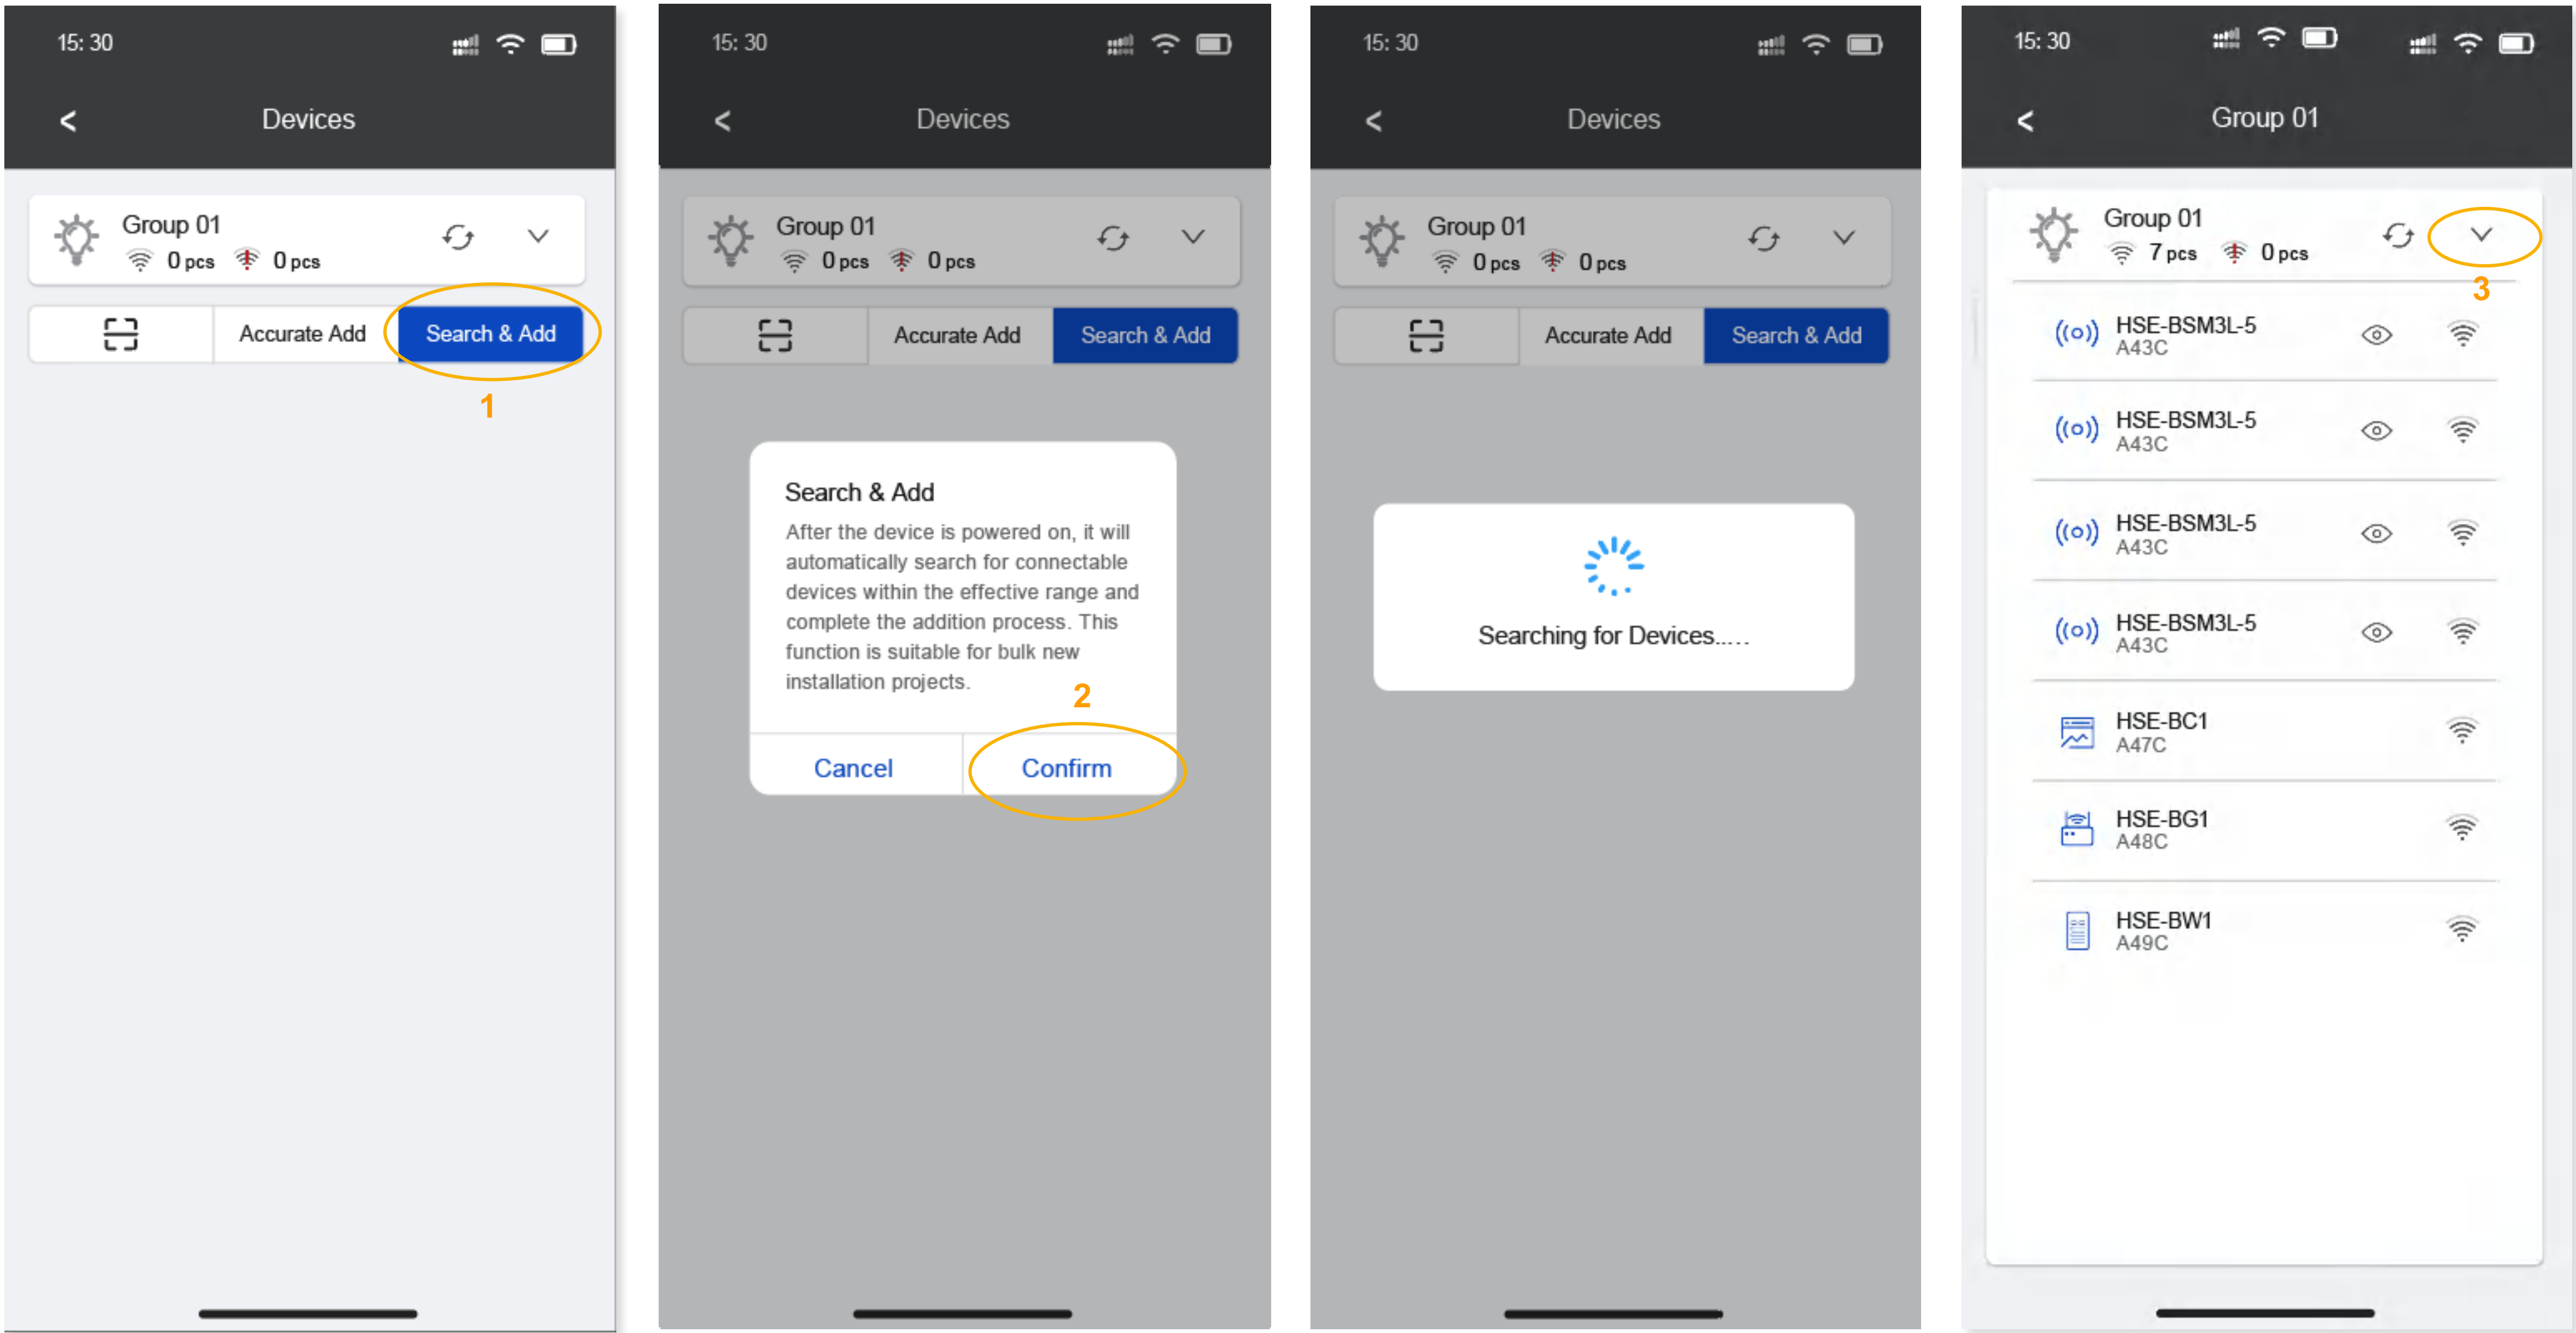 15: 30
Devices
Group 01
0 pcs 0 pcs
Accurate Add Search & Add
1
15: 30
Devices
Group 01
0 pcs 0 pcs
Accurate Add Search & Add
Search & Add
After the device is powered on, it will
automatically search for connectable
devices within the effective range and
complete the addition process. This
function is suitable for bulk new
installation projects.
2
Cancel Confirm
15: 30
Devices
Group 01
0 pcs 0 pcs
Accurate Add Search & Add
Searching for Devices.....
15: 30
Group 01
Group 01
7 pcs 0 pcs
3
HSE-BSM3L-5
A43C
HSE-BSM3L-5
A43C
HSE-BSM3L-5
A43C
HSE-BSM3L-5
A43C
HSE-BC1
A47C
HSE-BG1
A48C
HSE-BW1
A49C